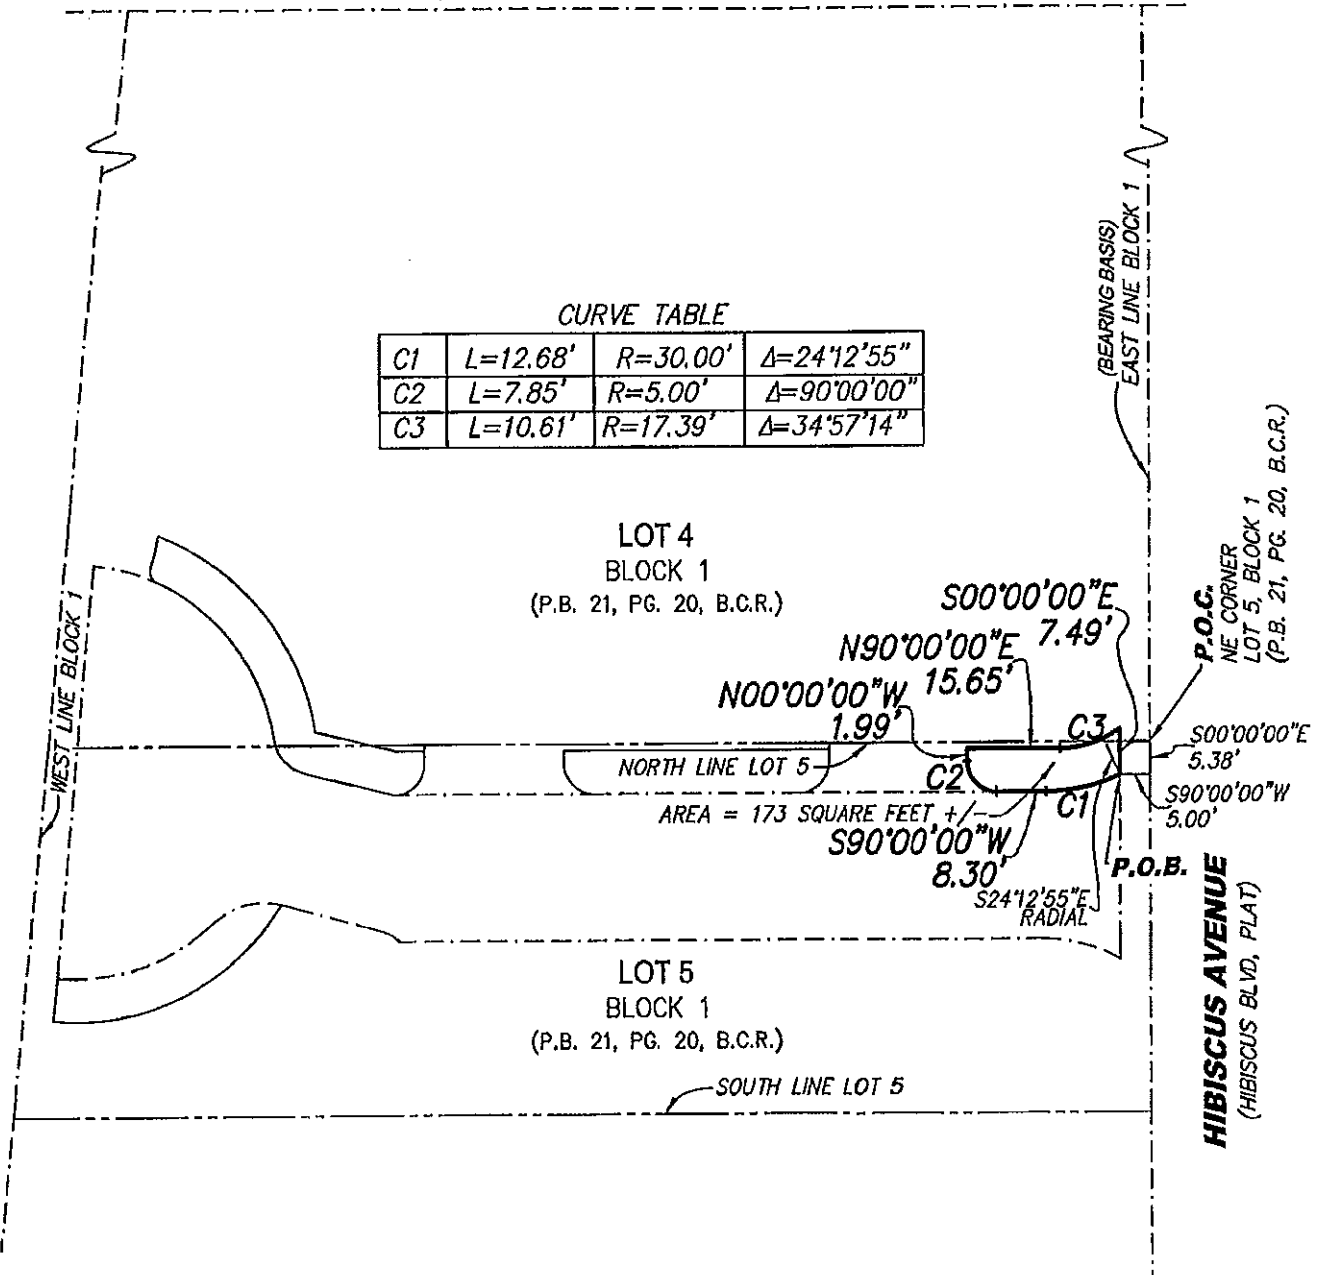 CURVE TABLE
C1 L=12.68' R=30.00' Δ=24°12'55"
C2 L=7.85' R=5.00' Δ=90°00'00"
C3 L=10.61' R=17.39' Δ=34°57'14"
(BEARING BASIS)
EAST LINE BLOCK 1
WEST LINE BLOCK 1
LOT 4
BLOCK 1
(P.B. 21, PG. 20, B.C.R.)
P.O.C.
NE CORNER
LOT 5, BLOCK 1
(P.B. 21, PG. 20, B.C.R.)
S00°00'00"E
7.49'
N90°00'00"E
15.65'
N00°00'00"W
1.99'
C3
S00°00'00"E
5.38'
NORTH LINE LOT 5
C2
C1
S90°00'00"W
5.00'
AREA = 173 SQUARE FEET +/-
S90°00'00"W
8.30'
P.O.B.
S24°12'55"E
RADIAL
HIBISCUS AVENUE
(HIBISCUS BLVD, PLAT)
LOT 5
BLOCK 1
(P.B. 21, PG. 20, B.C.R.)
SOUTH LINE LOT 5